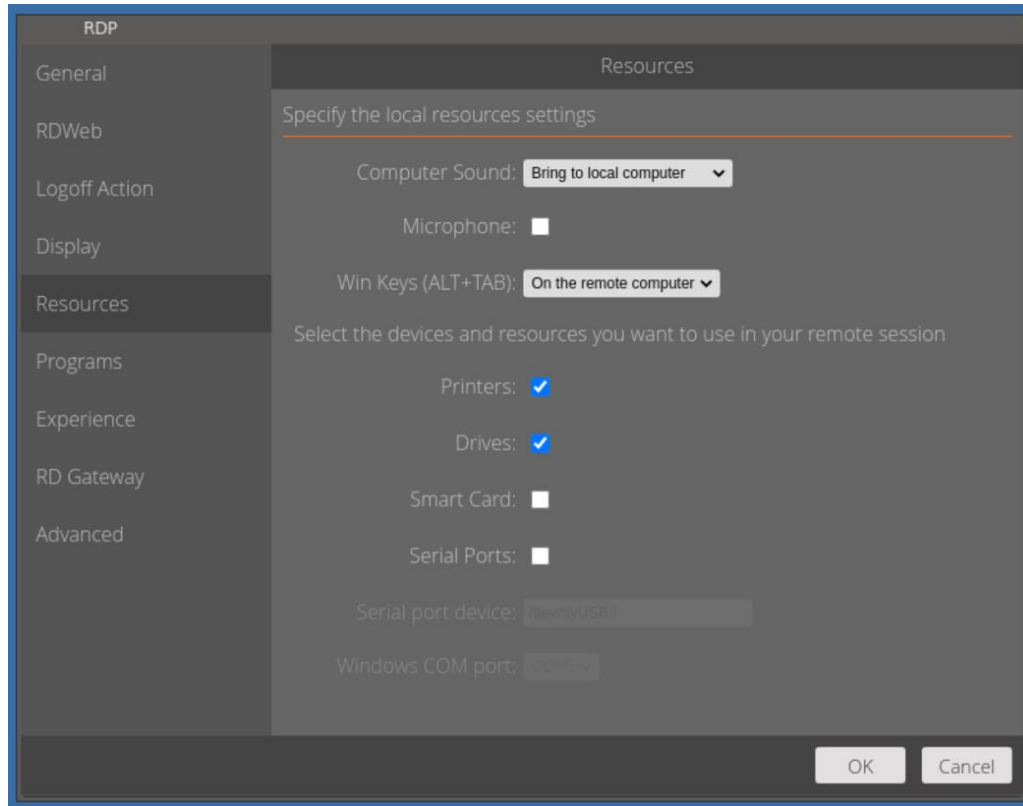 RDP
General
RDWeb
Logoff Action
Display
Resources
Programs
Experience
RD Gateway
Advanced
Resources
Specify the local resources settings
Computer Sound: Bring to local computer
Microphone:
Win Keys (ALT+TAB): On the remote computer
Select the devices and resources you want to use in your remote session
Printers:
Drives:
Smart Card:
Serial Ports:
Serial port device: /dev/ttyUSB0
Windows COM port:
OK Cancel